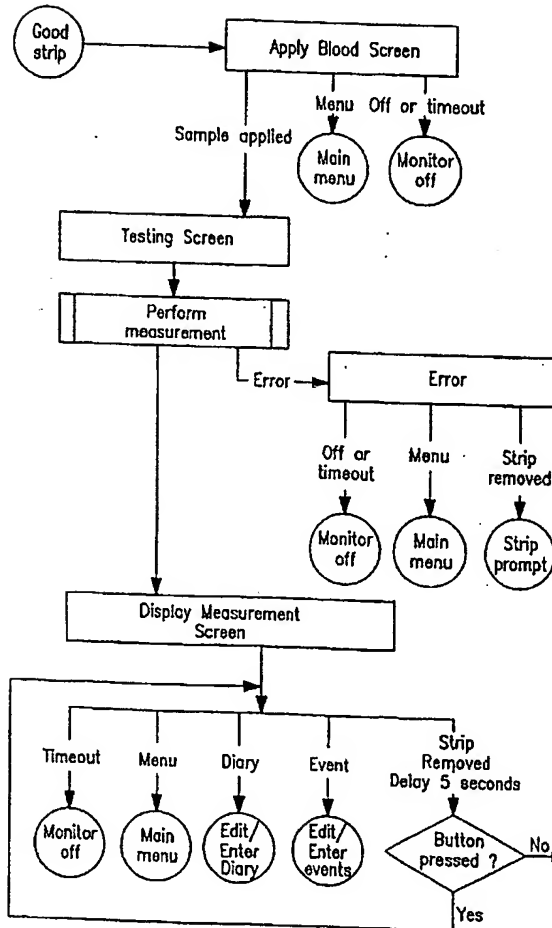 Good
strip
Apply Blood Screen
Menu
Off or timeout
Sample applied
Main
menu
Monitor
off
Testing Screen
Perform
measurement
Error
Error
Off or
timeout
Menu
Strip
removed
Monitor
off
Main
menu
Strip
prompt
Display Measurement
Screen
Timeout
Menu
Diary
Event
Strip
Removed
Delay 5 seconds
Monitor
off
Main
menu
Edit/
Enter
Diary
Edit/
Enter
events
Button
pressed ?
No
Yes